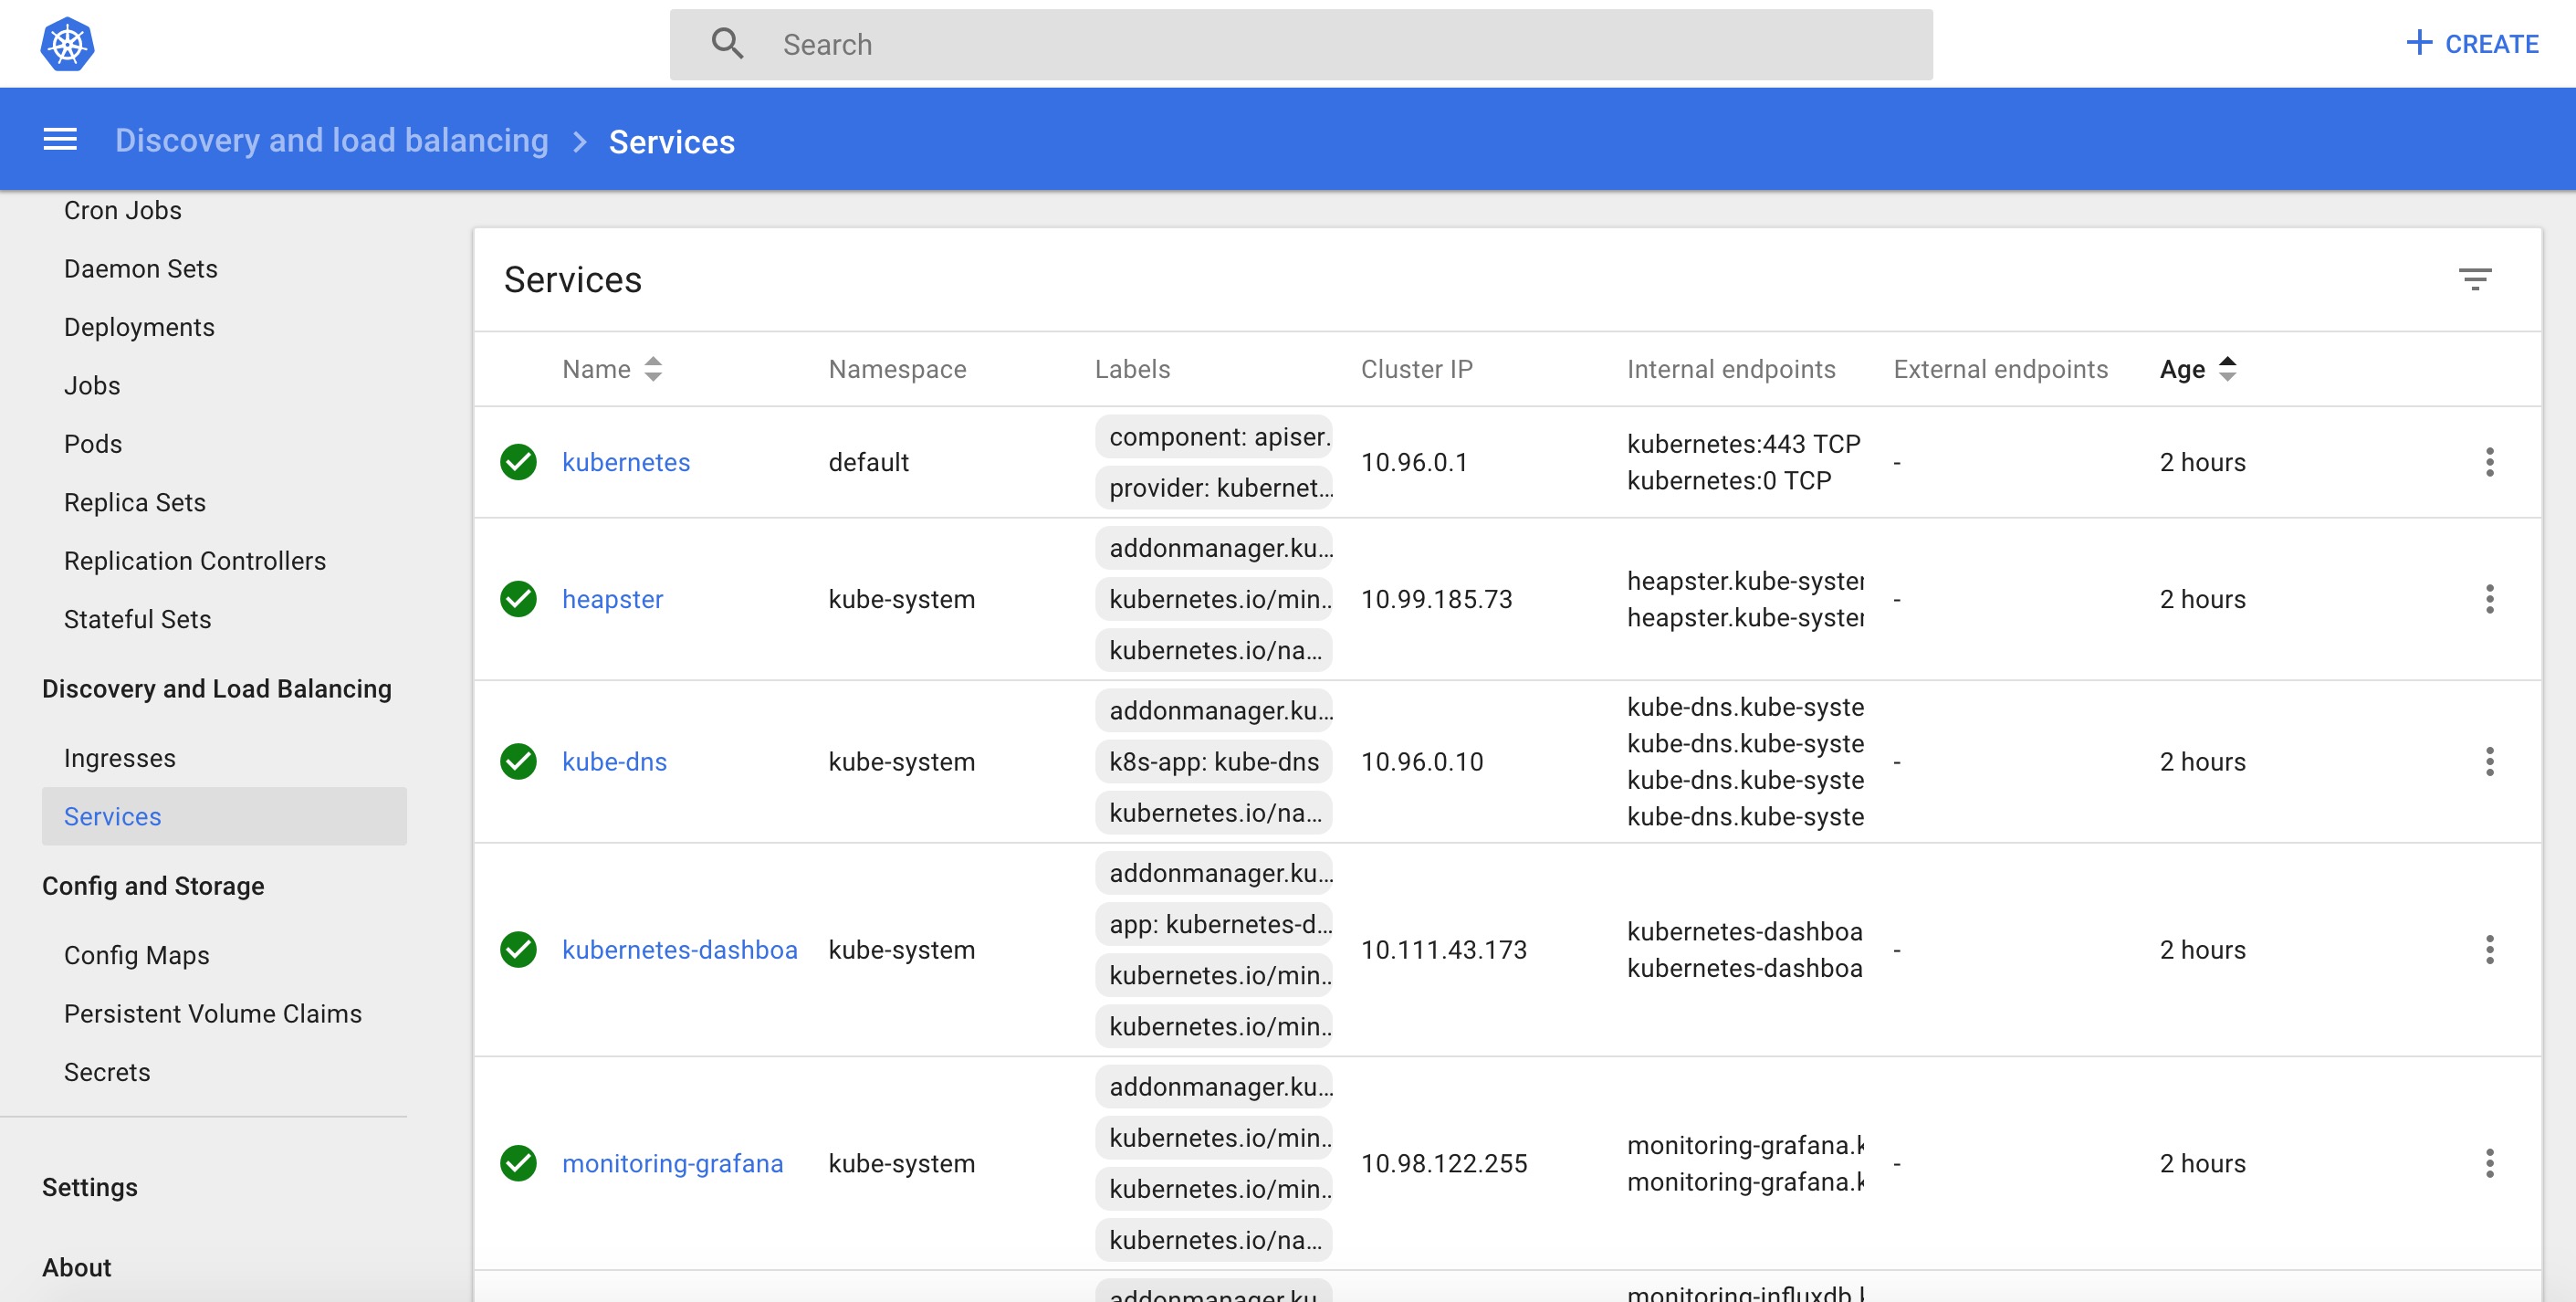 Search
CREATE
Discovery and load balancing > Services
Cron Jobs
Daemon Sets
Deployments
Jobs
Pods
Replica Sets
Replication Controllers
Stateful Sets
Discovery and Load Balancing
Ingresses
Services
Config and Storage
Config Maps
Persistent Volume Claims
Secrets
Settings
About
Services
Name Namespace Labels Cluster IP Internal endpoints External endpoints Age
kubernetes default component: apiser. 10.96.0.1 kubernetes:443 TCP - 2 hours
provider: kubernet… kubernetes:0 TCP
heapster kube-system addonmanager.ku… 10.99.185.73 heapster.kube-syster - 2 hours
kubernetes.io/min.. heapster.kube-syster
kubernetes.io/na…
kube-dns kube-system addonmanager.ku… 10.96.0.10 kube-dns.kube-syste - 2 hours
k8s-app: kube-dns kube-dns.kube-syste
kubernetes.io/na… kube-dns.kube-syste
kube-dns.kube-syste
kubernetes-dashboa kube-system addonmanager.ku… 10.111.43.173 kubernetes-dashboa - 2 hours
app: kubernetes-d… kubernetes-dashboa
kubernetes.io/min..
kubernetes.io/min..
monitoring-grafana kube-system addonmanager.ku… 10.98.122.255 monitoring-grafana.k - 2 hours
kubernetes.io/min.. monitoring-grafana.k
kubernetes.io/min..
kubernetes.io/na…
addonmanager.ku monitoring-influxdb.l